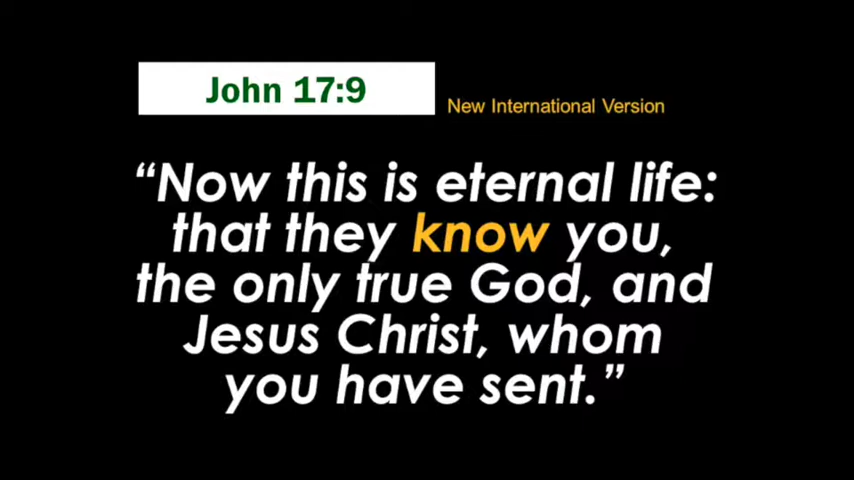 John 17:9
New International Version
“Now this is eternal life:
that they know you,
the only true God, and
Jesus Christ, whom
you have sent.”